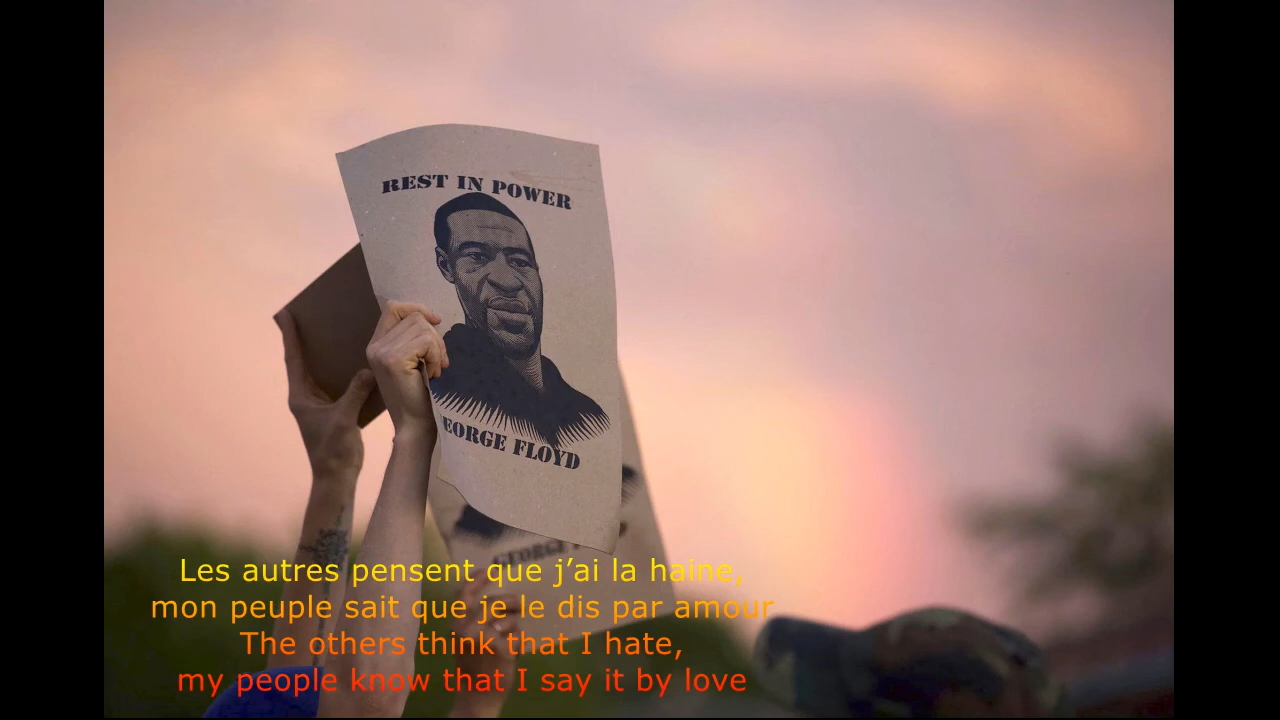 REST IN POWER
EORGE FLOYD
GEORGE
Les autres pensent que j’ai la haine,
mon peuple sait que je le dis par amour
The others think that I hate,
my people know that I say it by love